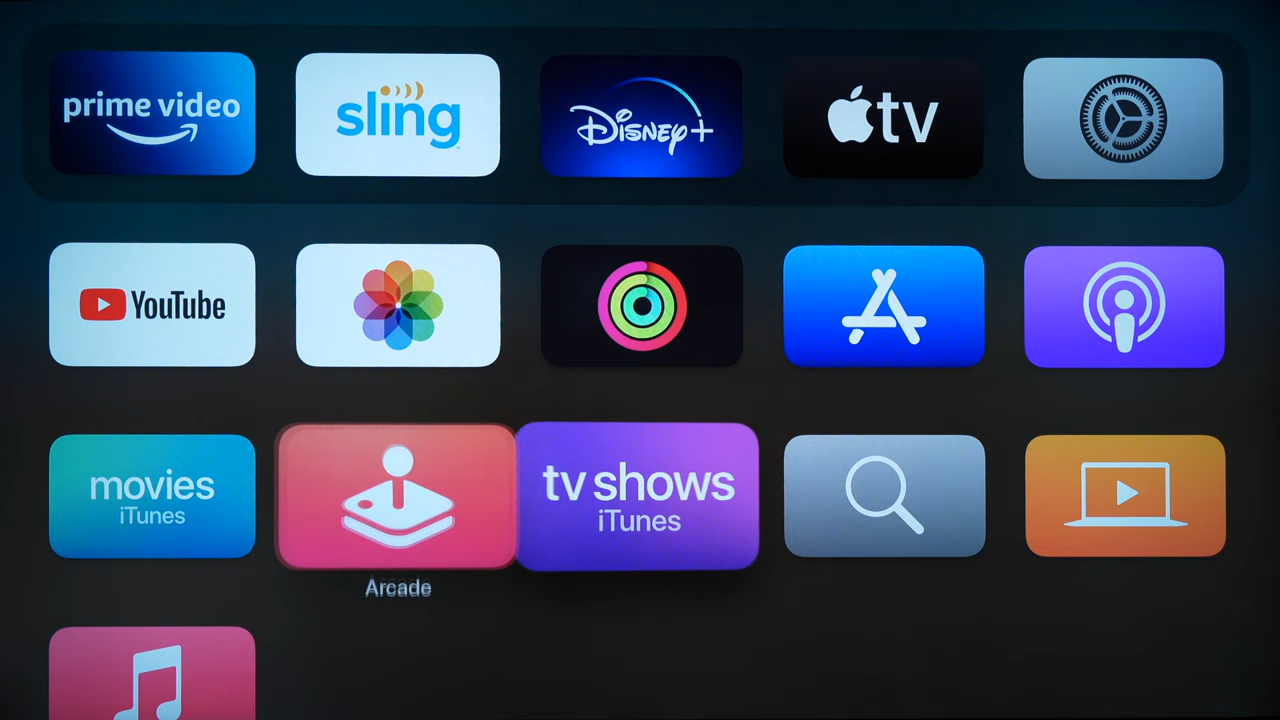 prime video
sling
Disney+
tv
YouTube
movies
iTunes
tv shows
iTunes
Arcade